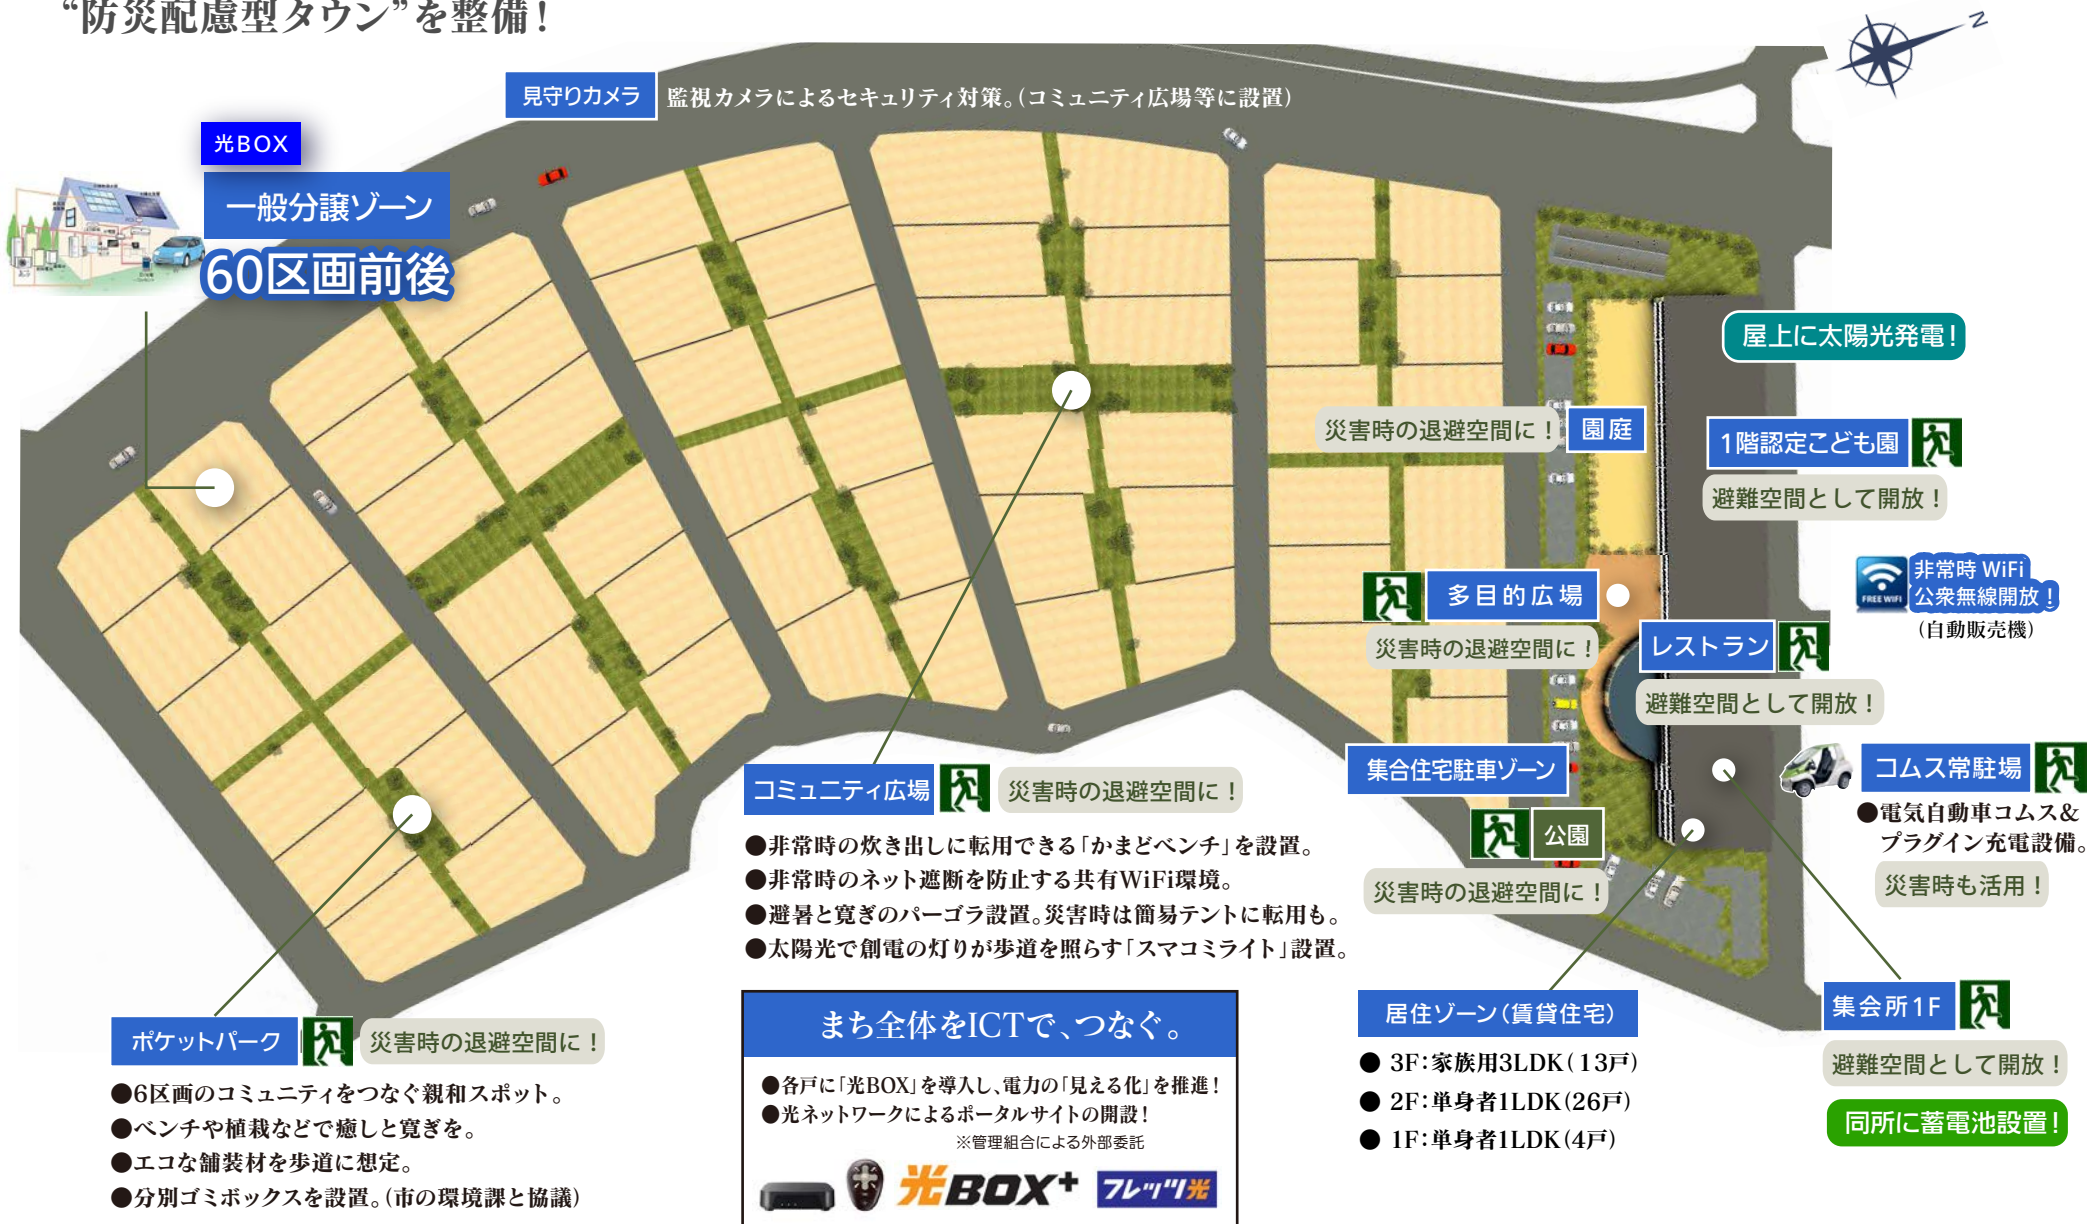 “防災配慮型タウン”を整備！
N
見守りカメラ
監視カメラによるセキュリティ対策。（コミュニティ広場等に設置）
光BOX
一般分譲ゾーン
60区画前後
屋上に太陽光発電！
災害時の退避空間に！
園庭
1階認定こども園
避難空間として開放！
非常時 WiFi
公衆無線開放！
FREE WIFI
（自動販売機）
多目的広場
災害時の退避空間に！
レストラン
避難空間として開放！
集合住宅駐車ゾーン
コムス常駐場
●電気自動車コムス＆
プラグイン充電設備。
災害時も活用！
公園
災害時の退避空間に！
コミュニティ広場
災害時の退避空間に！
●非常時の炊き出しに転用できる「かまどベンチ」を設置。
●非常時のネット遮断を防止する共有WiFi環境。
●避暑と寛ぎのパーゴラ設置。災害時は簡易テントに転用も。
●太陽光で創電の灯りが歩道を照らす「スマコミライト」設置。
ポケットパーク
災害時の退避空間に！
●6区画のコミュニティをつなぐ親和スポット。
●ベンチや植栽などで癒しと寛ぎを。
●エコな舗装材を歩道に想定。
●分別ゴミボックスを設置。（市の環境課と協議）
まち全体をICTで、つなぐ。
●各戸に「光BOX」を導入し、電力の「見える化」を推進！
●光ネットワークによるポータルサイトの開設！
※管理組合による外部委託
光BOX+
フレッツ光
居住ゾーン（賃貸住宅）
● 3F：家族用3LDK（13戸）
● 2F：単身者1LDK（26戸）
● 1F：単身者1LDK（4戸）
集会所1F
避難空間として開放！
同所に蓄電池設置！